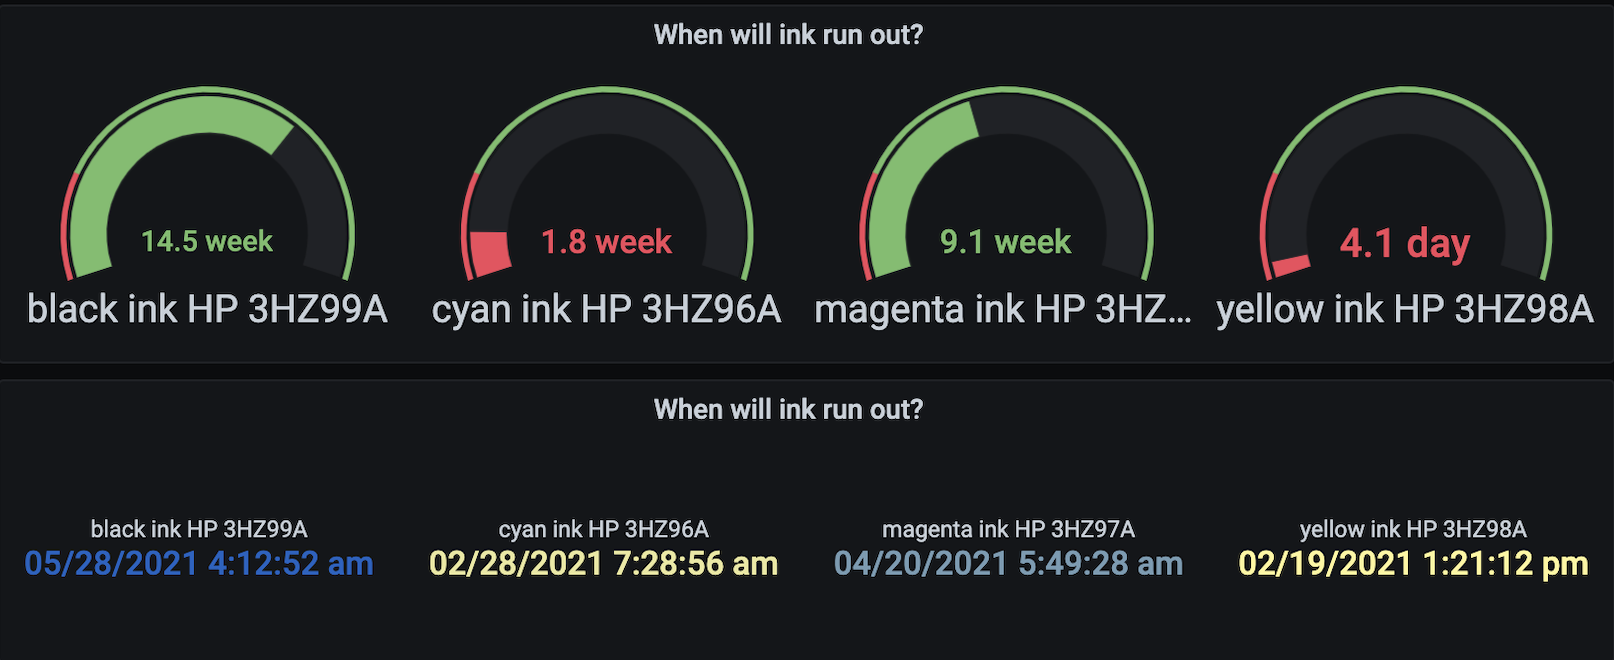 When will ink run out?
14.5 week
1.8 week
9.1 week
4.1 day
black ink HP 3HZ99A
cyan ink HP 3HZ96A
magenta ink HP 3HZ...
yellow ink HP 3HZ98A
When will ink run out?
black ink HP 3HZ99A
05/28/2021 4:12:52 am
cyan ink HP 3HZ96A
02/28/2021 7:28:56 am
magenta ink HP 3HZ97A
04/20/2021 5:49:28 am
yellow ink HP 3HZ98A
02/19/2021 1:21:12 pm